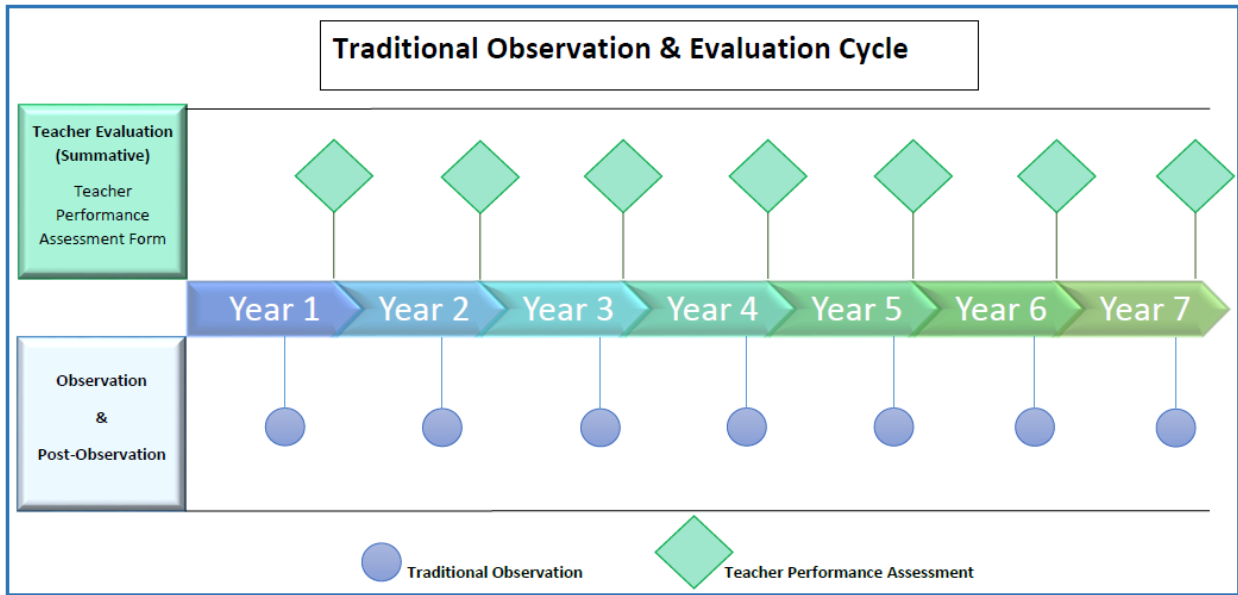 Traditional Observation & Evaluation Cycle
Teacher Evaluation
(Summative)
Teacher
Performance
Assessment Form
Year 1
Year 2
Year 3
Year 4
Year 5
Year 6
Year 7
Observation
&
Post-Observation
Traditional Observation
Teacher Performance Assessment